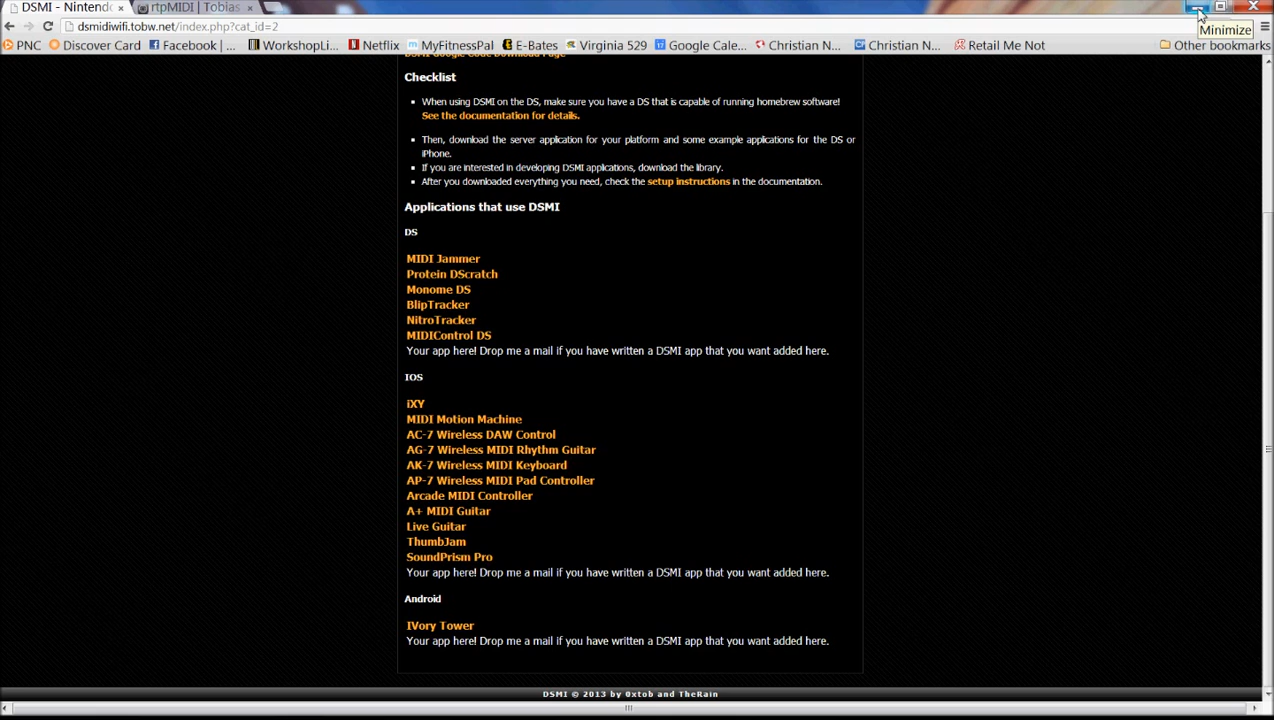 DSMI - Nintend
rtpMIDI | Tobias
dsmidiwifi.tobw.net/index.php?cat_id=2
Minimize
PNC
Discover Card
Facebook | ...
WorkshopLi...
Netflix
MyFitnessPal
E-Bates
Virginia 529
Google Cale...
Christian N...
Christian N...
Retail Me Not
Other bookmarks
DSMI Google Code Download Page
Checklist
When using DSMI on the DS, make sure you have a DS that is capable of running homebrew software!
See the documentation for details.
Then, download the server application for your platform and some example applications for the DS or
iPhone.
If you are interested in developing DSMI applications, download the library.
After you downloaded everything you need, check the setup instructions in the documentation.
Applications that use DSMI
DS
MIDI Jammer
Protein DScratch
Monome DS
BlipTracker
NitroTracker
MIDIControl DS
Your app here! Drop me a mail if you have written a DSMI app that you want added here.
IOS
iXY
MIDI Motion Machine
AC-7 Wireless DAW Control
AG-7 Wireless MIDI Rhythm Guitar
AK-7 Wireless MIDI Keyboard
AP-7 Wireless MIDI Pad Controller
Arcade MIDI Controller
A+ MIDI Guitar
Live Guitar
ThumbJam
SoundPrism Pro
Your app here! Drop me a mail if you have written a DSMI app that you want added here.
Android
IVory Tower
Your app here! Drop me a mail if you have written a DSMI app that you want added here.
DSMI © 2013 by 0xtob and TheRain